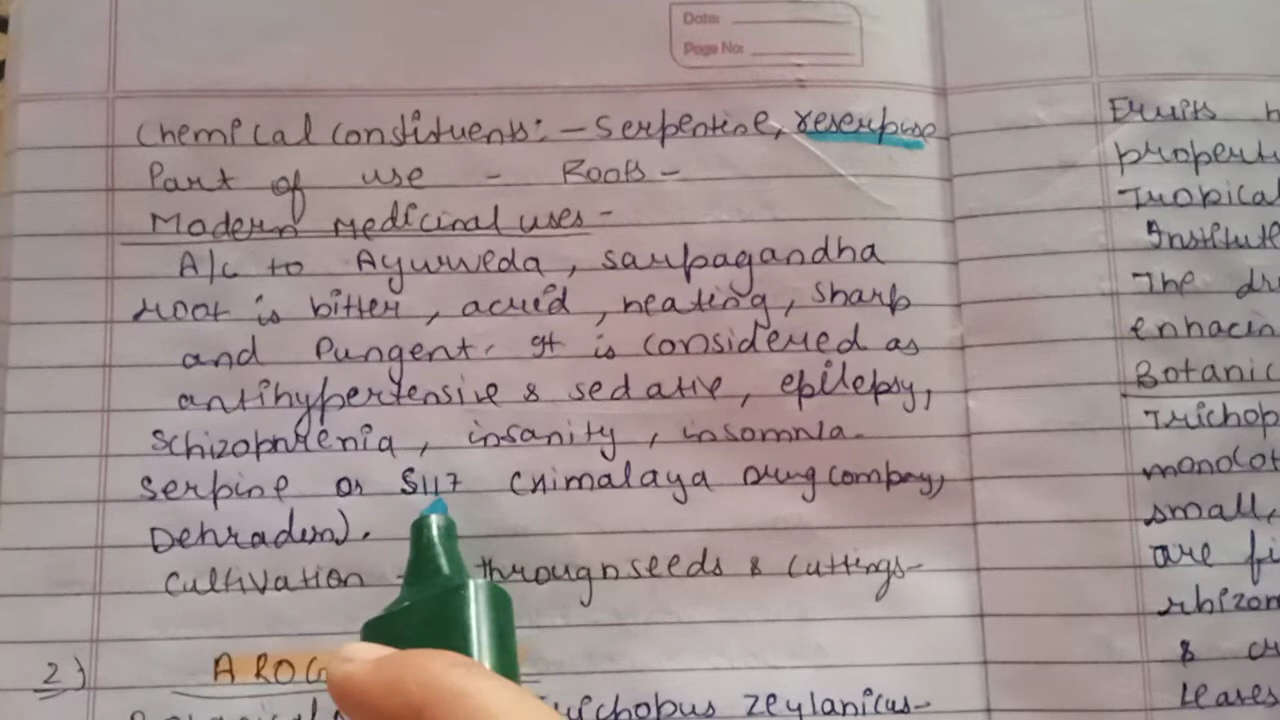 Date:
Page No:
Chemical Constituents:- Serpentine, reserpine
Part of use - Roots -
Modern Medicinal uses -
A/c to Ayurveda, sarpagandha
root is bitter, acrid, heating, sharp
and Pungent. It is considered as
antihypertensive & sedative, epilepsy,
Schizophrenia, insanity, insomnia.
Serpine or S117 (himalaya Drug company,
Dehradun).
Cultivation - through seeds & cuttings-
2) AROG
zeylanicus-
Fruits
propert
Tropical
Institute
The
enhacin
Botanic
Trichop
monocot
small,
are fi
rhizom
&
leaves